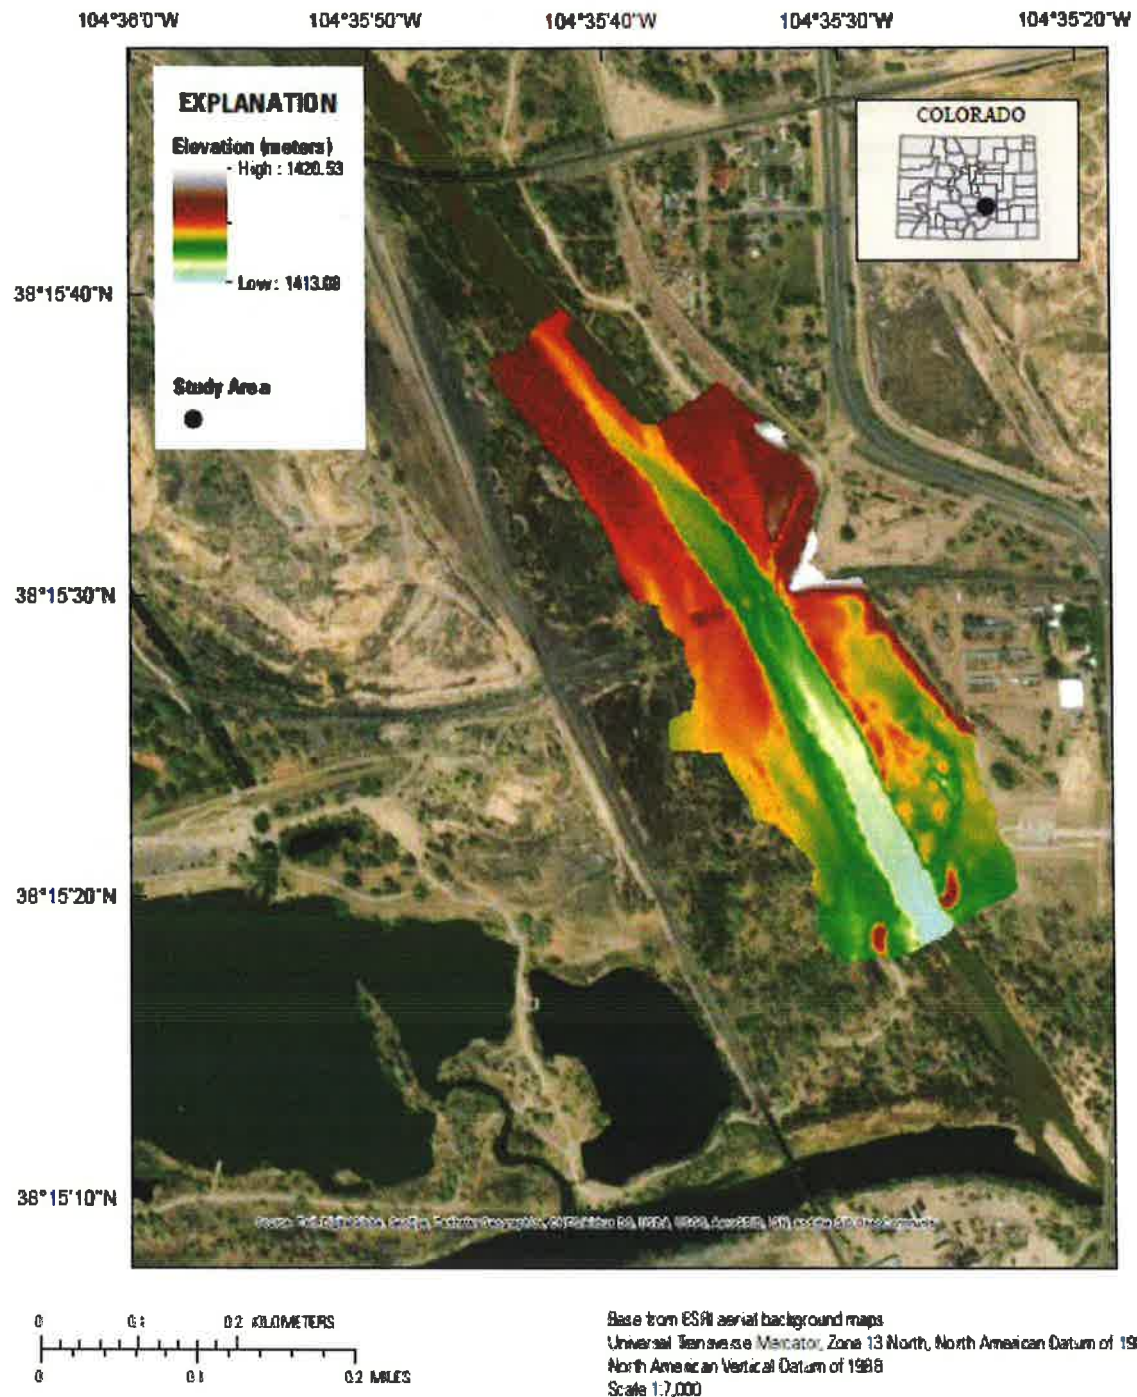 104°36'0"W 104°35'50"W 104°35'40"W 104°35'30"W 104°35'20"W
EXPLANATION
Elevation (meters)
High : 1420.53
Low : 1413.09
Study Area
COLORADO
38°15'40"N
38°15'30"N
38°15'20"N
38°15'10"N
0 0.1 0.2 KILOMETERS
0 0.1 0.2 MILES
Base from ESRI aerial background maps
Universal Transverse Mercator, Zone 13 North, North American Datum of
North American Vertical Datum of 1988
Scale 1:7,000